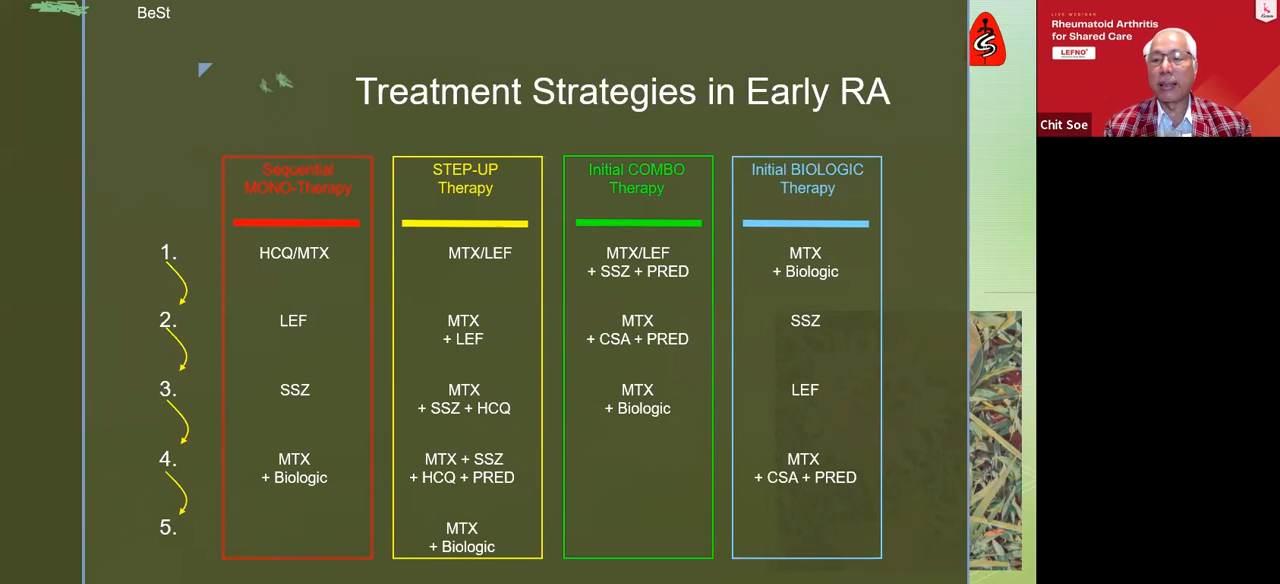 BeSt
Treatment Strategies in Early RA
Sequential
MONO-Therapy
STEP-UP
Therapy
Initial COMBO
Therapy
Initial BIOLOGIC
Therapy
1.
HCQ/MTX
MTX/LEF
MTX/LEF
+ SSZ + PRED
MTX
+ Biologic
2.
LEF
MTX
+ LEF
MTX
+ CSA + PRED
SSZ
3.
SSZ
MTX
+ SSZ + HCQ
MTX
+ Biologic
LEF
4.
MTX
+ Biologic
MTX + SSZ
+ HCQ + PRED
MTX
+ CSA + PRED
5.
MTX
+ Biologic
LIVE WEBINAR
Rheumatoid Arthritis
for Shared Care
LEFNO
Chit Soe